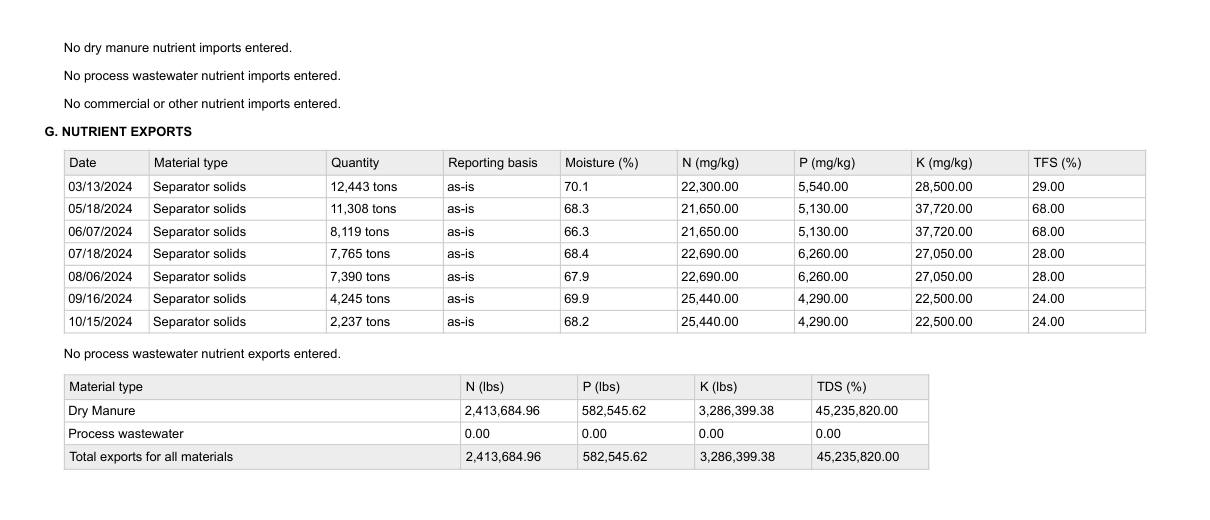 No dry manure nutrient imports entered.
No process wastewater nutrient imports entered.
No commercial or other nutrient imports entered.
G. NUTRIENT EXPORTS
Date Material type Quantity Reporting basis Moisture (%) N (mg/kg) P (mg/kg) K (mg/kg) TFS (%)
03/13/2024 Separator solids 12,443 tons as-is 70.1 22,300.00 5,540.00 28,500.00 29.00
05/18/2024 Separator solids 11,308 tons as-is 68.3 21,650.00 5,130.00 37,720.00 68.00
06/07/2024 Separator solids 8,119 tons as-is 66.3 21,650.00 5,130.00 37,720.00 68.00
07/18/2024 Separator solids 7,765 tons as-is 68.4 22,690.00 6,260.00 27,050.00 28.00
08/06/2024 Separator solids 7,390 tons as-is 67.9 22,690.00 6,260.00 27,050.00 28.00
09/16/2024 Separator solids 4,245 tons as-is 69.9 25,440.00 4,290.00 22,500.00 24.00
10/15/2024 Separator solids 2,237 tons as-is 68.2 25,440.00 4,290.00 22,500.00 24.00
No process wastewater nutrient exports entered.
Material type N (lbs) P (lbs) K (lbs) TDS (%)
Dry Manure 2,413,684.96 582,545.62 3,286,399.38 45,235,820.00
Process wastewater 0.00 0.00 0.00 0.00
Total exports for all materials 2,413,684.96 582,545.62 3,286,399.38 45,235,820.00